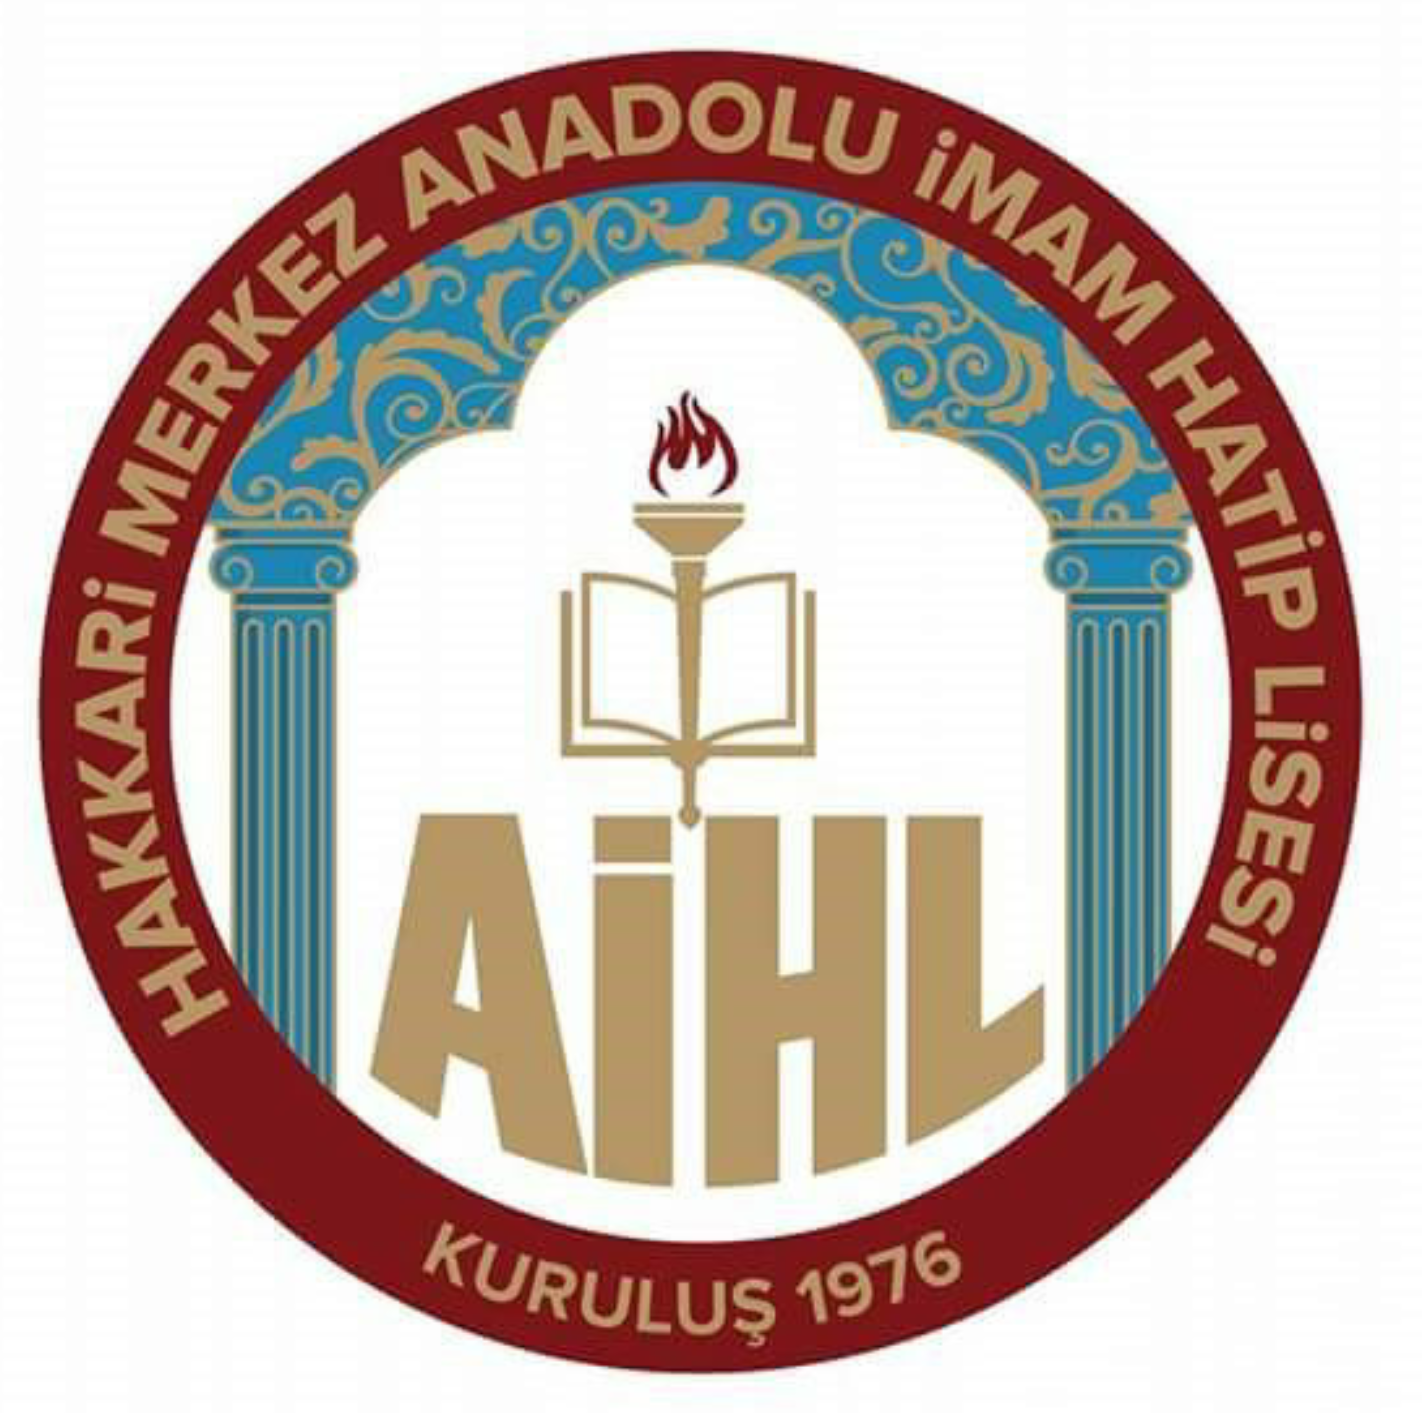 HAKKARİ MERKEZ ANADOLU İMAM HATİP LİSESİ
AİHL
KURULUŞ 1976